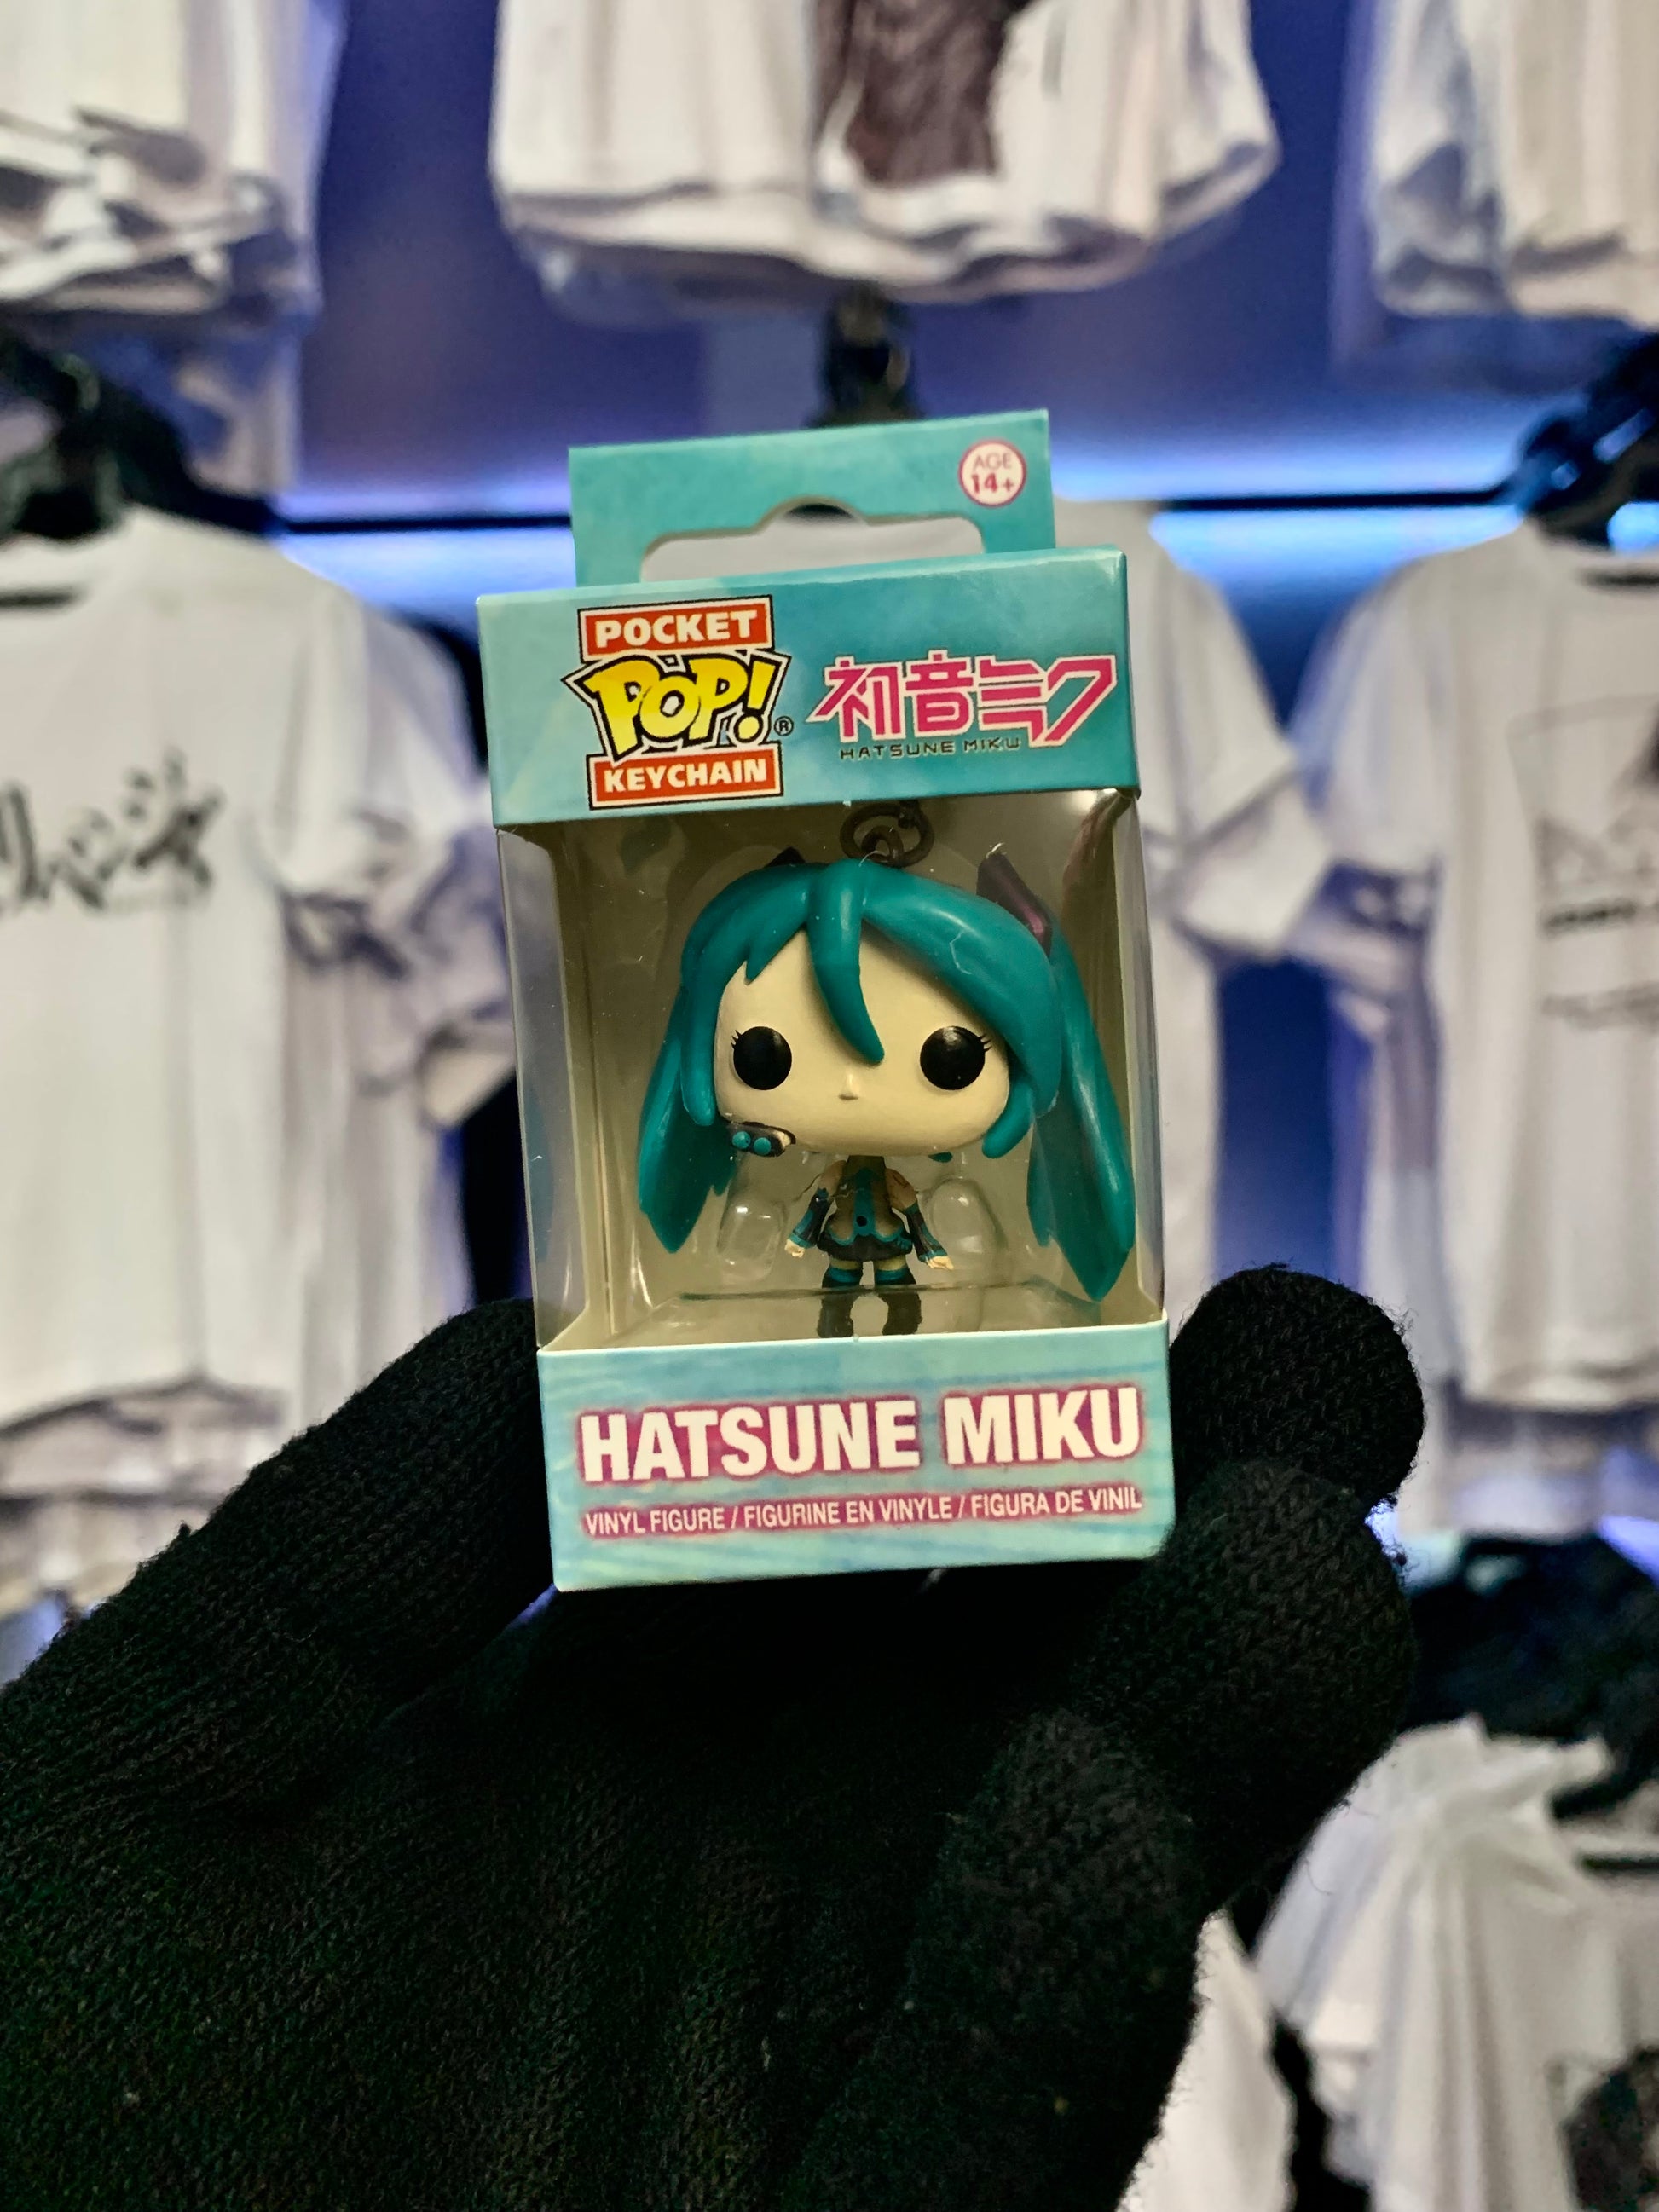 AGE
14+
POCKET
POP!®
KEYCHAIN
初音ミク
HATSUNE MIKU
HATSUNE MIKU
VINYL FIGURE / FIGURINE EN VINYLE / FIGURA DE VINIL